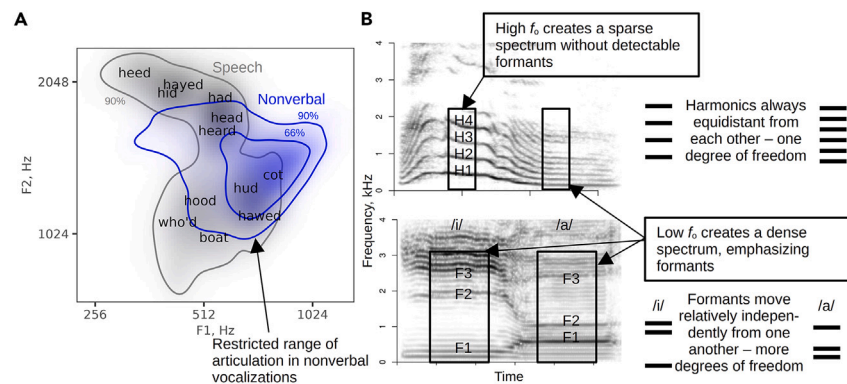 A
Speech
heed
hayed
hid
had
90%
Nonverbal
head
90%
heard
66%
cot
hud
hood
hawed
who'd
boat
2048
1024
F2, Hz
256
512
1024
F1, Hz
Restricted range of
articulation in nonverbal
vocalizations
B
High fo creates a sparse
spectrum without detectable
formants
4
3
2
1
0
H4
H3
H2
H1
Harmonics always
equidistant from
each other – one
degree of freedom
Frequency, kHz
/i/
/a/
4
3
2
1
0
F3
F2
F1
F3
F2
F1
Time
Low fo creates a dense
spectrum, emphasizing
formants
/i/
Formants move
relatively indepen-
dently from one
another – more
degrees of freedom
/a/